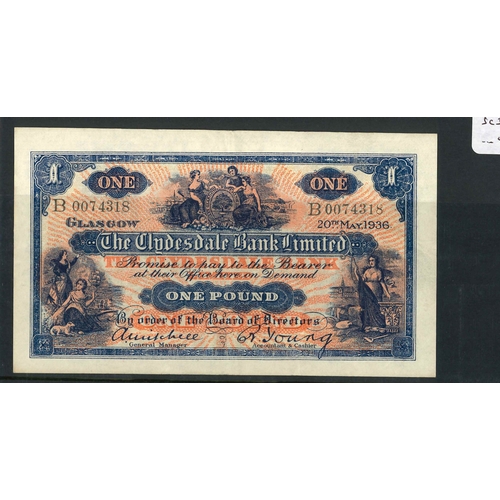 ONE ONE
B 0074318 B 0074318
GLASGOW 20TH MAY, 1936
The Clydesdale Bank Limited
Promise to pay to the Bearer
at their Office here on Demand
ONE POUND
By order of the Board of Directors
R. Young
General Manager Accountant & Cashier